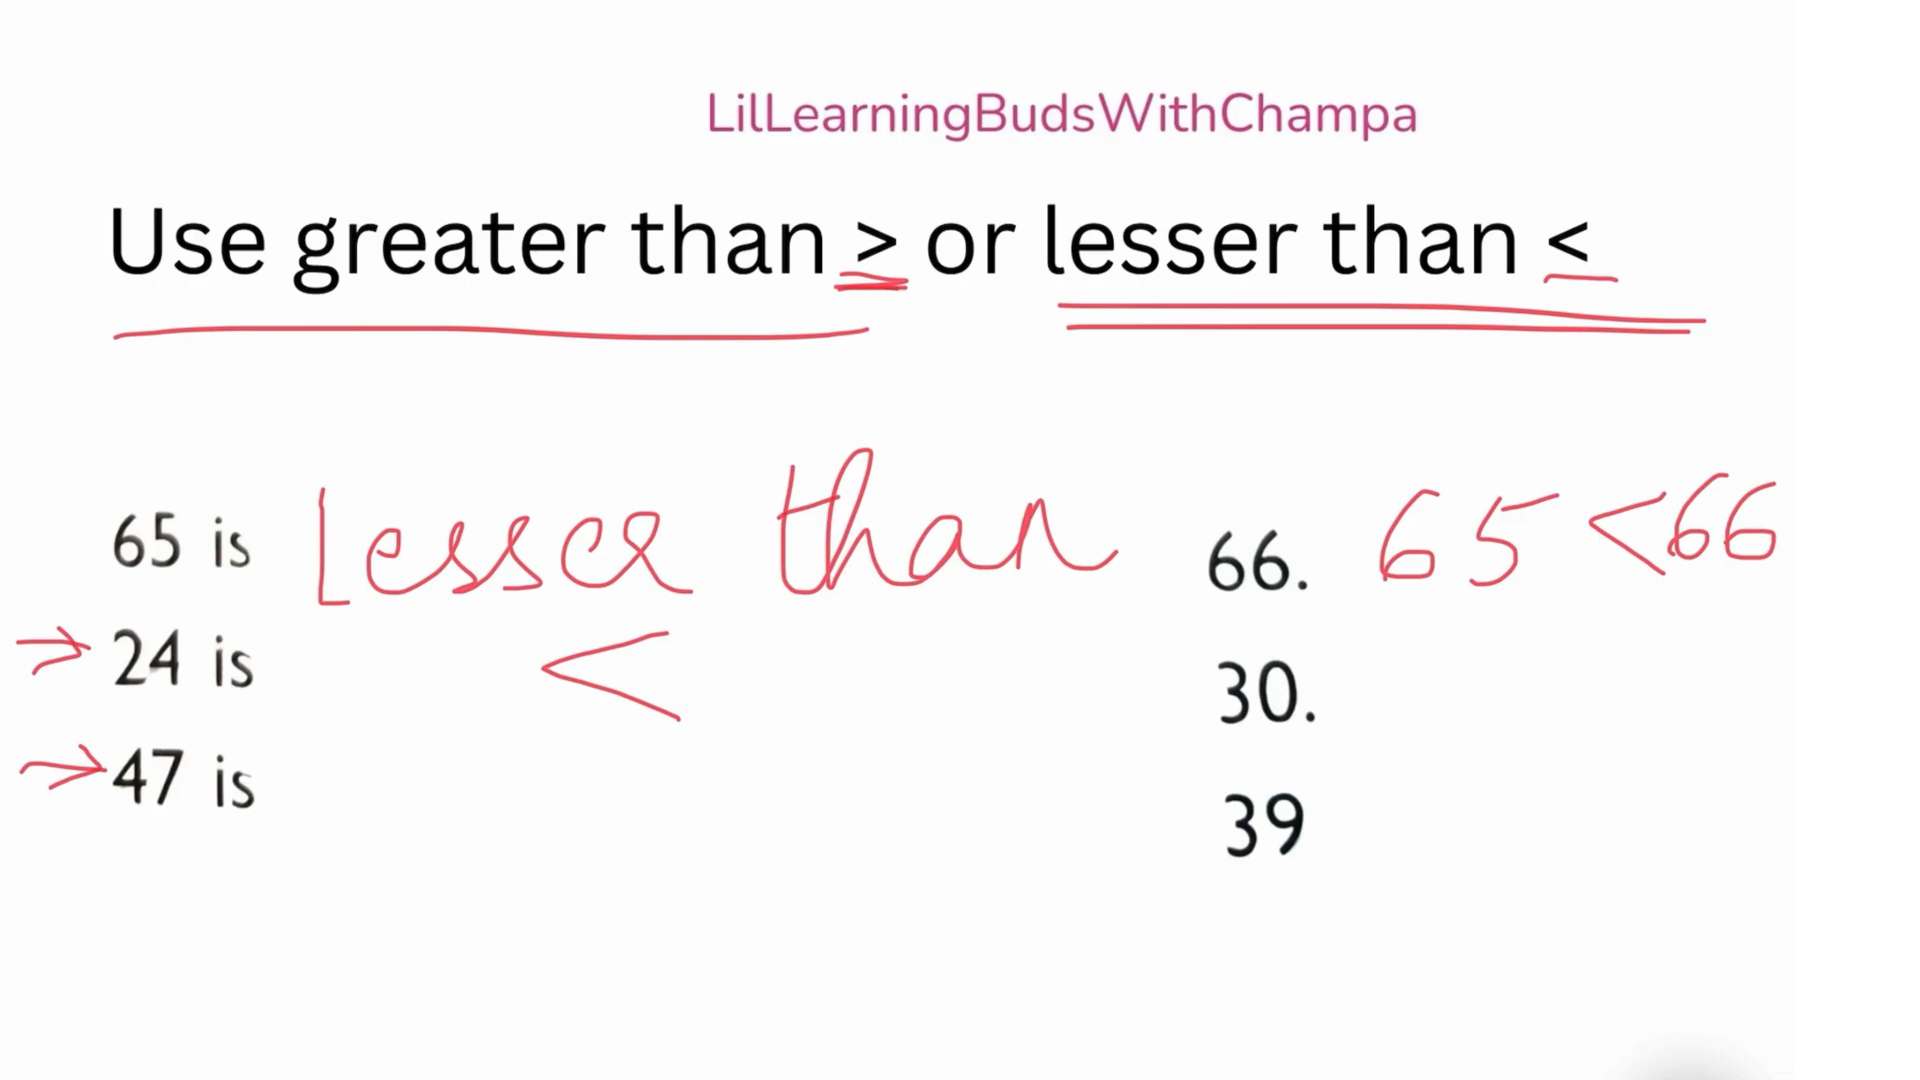 LilLearningBudsWithChampa
Use greater than > or lesser than <
65 is lesser than 66. 65 < 66
24 is < 30.
47 is 39